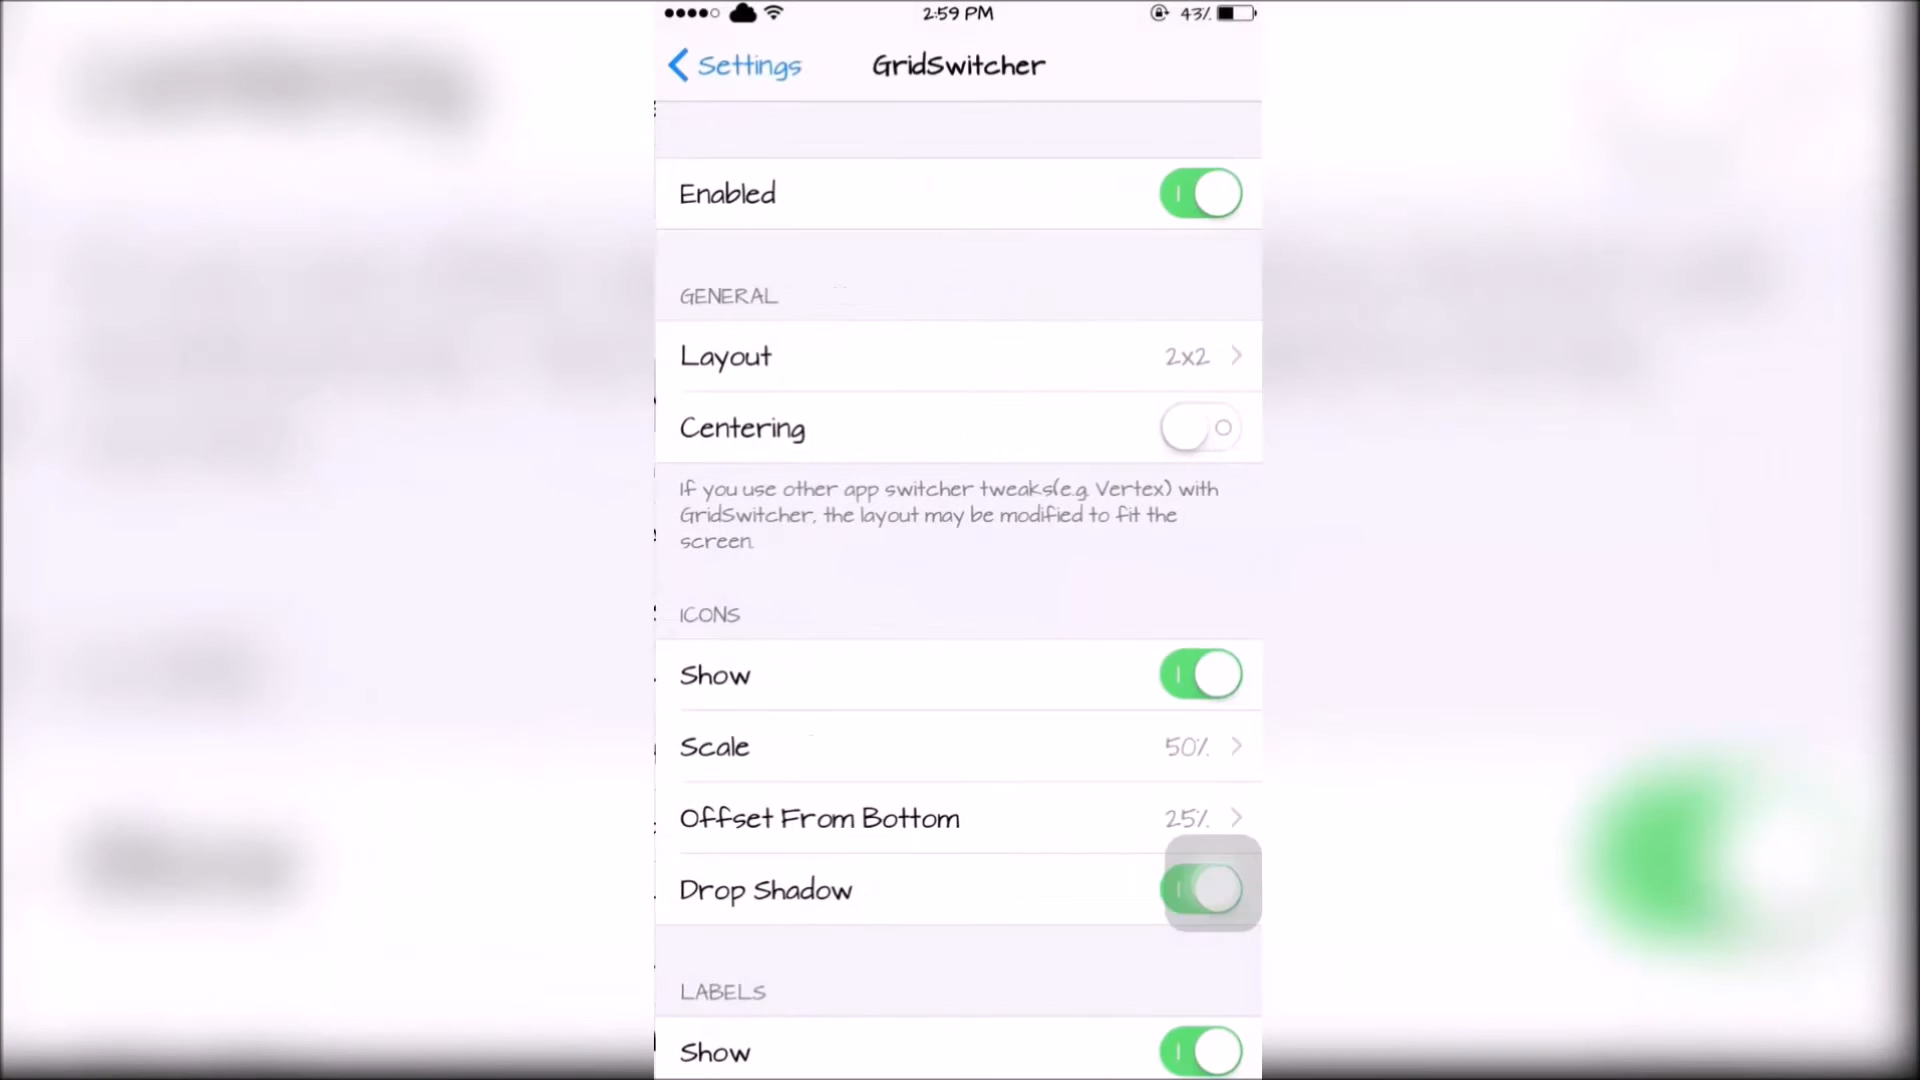 2:59 PM 43%
Settings GridSwitcher
Enabled
GENERAL
Layout 2x2
Centering
If you use other app switcher tweaks(e.g. Vertex) with
GridSwitcher, the layout may be modified to fit the
screen.
ICONS
Show
Scale 50%
Offset From Bottom 25%
Drop Shadow
LABELS
Show